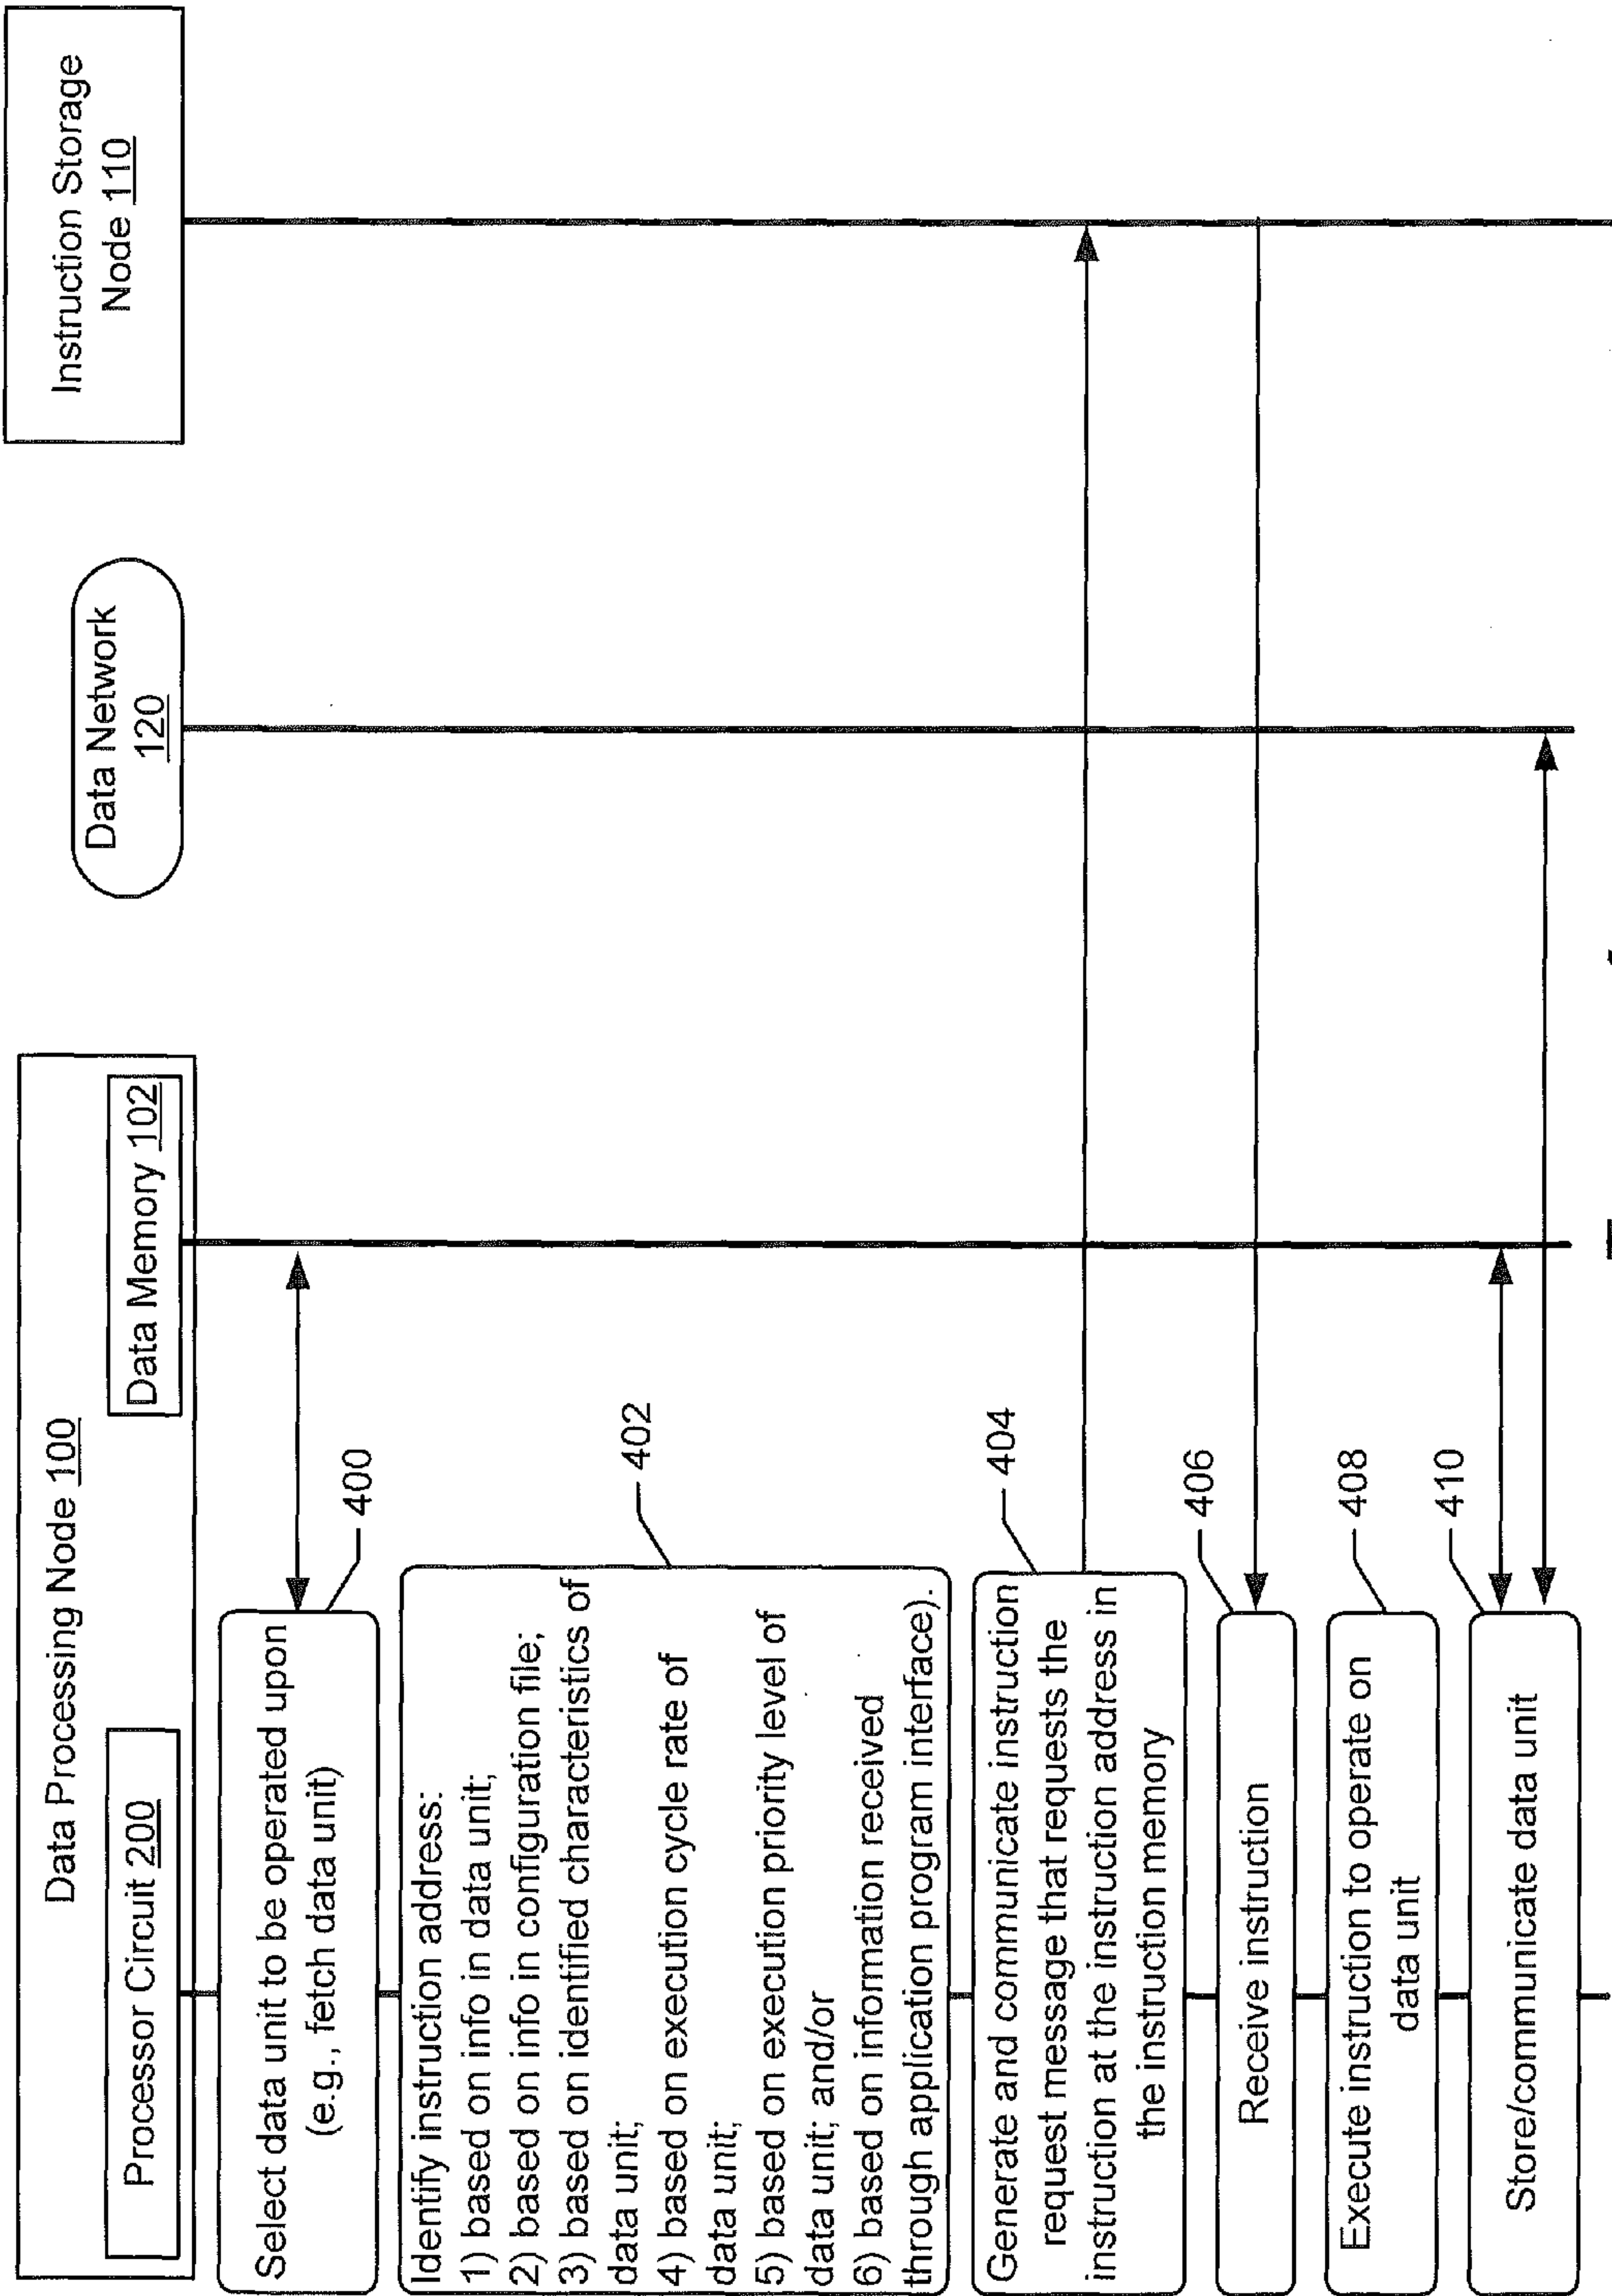 Data Processing Node 100
Processor Circuit 200
Data Memory 102
Data Network
120
Instruction Storage
Node 110
Select data unit to be operated upon
(e.g., fetch data unit)
400
Identify instruction address:
1) based on info in data unit;
2) based on info in configuration file;
3) based on identified characteristics of
data unit;
4) based on execution cycle rate of
data unit;
5) based on execution priority level of
data unit; and/or
6) based on information received
through application program interface).
402
Generate and communicate instruction
request message that requests the
instruction at the instruction address in
the instruction memory
404
Receive instruction
406
Execute instruction to operate on
data unit
408
Store/communicate data unit
410